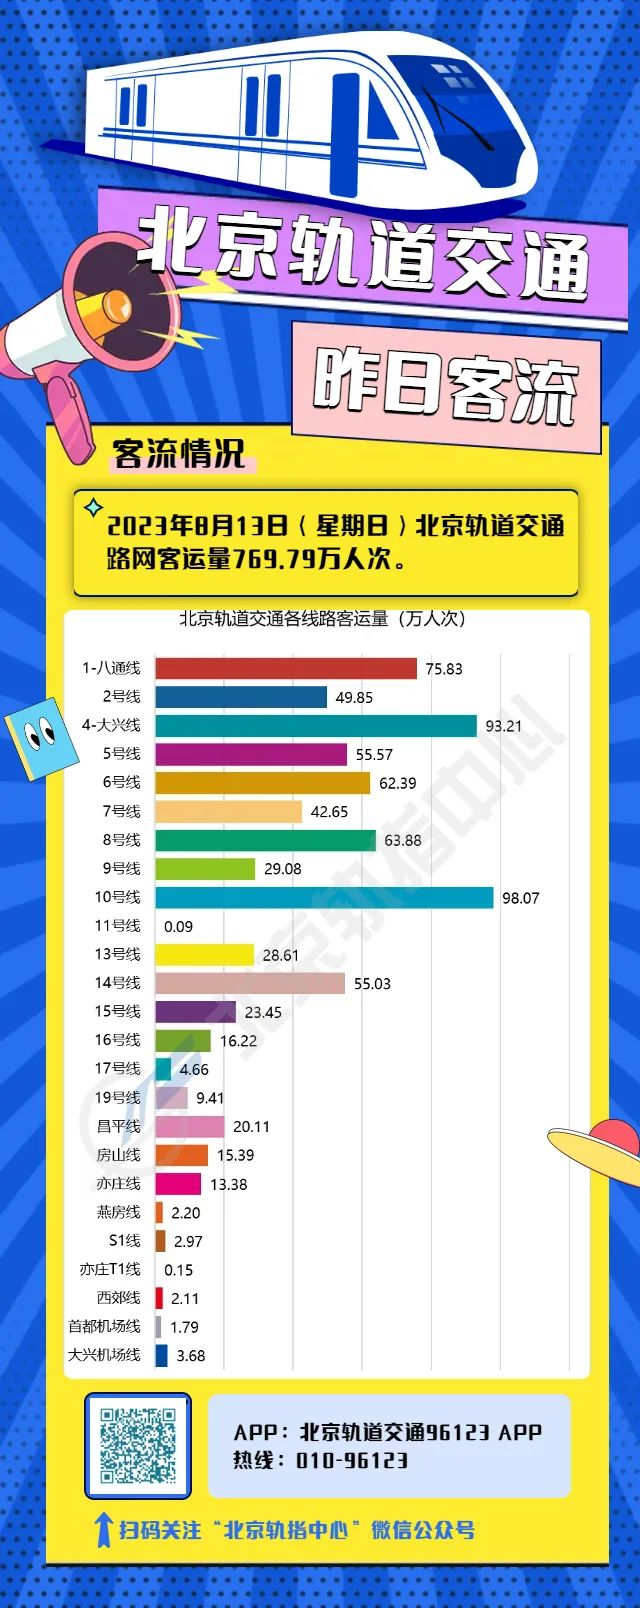 北京轨道交通
昨日客流
客流情况
2023年8月13日（星期日）北京轨道交通
路网客运量769.79万人次。
北京轨道交通各线路客运量（万人次）
1-八通线 75.83
2号线 49.85
4-大兴线 93.21
5号线 55.57
6号线 62.39
7号线 42.65
8号线 63.88
9号线 29.08
10号线 98.07
11号线 0.09
13号线 28.61
14号线 55.03
15号线 23.45
16号线 16.22
17号线 4.66
19号线 9.41
昌平线 20.11
房山线 15.39
亦庄线 13.38
燕房线 2.20
S1线 2.97
亦庄T1线 0.15
西郊线 2.11
首都机场线 1.79
大兴机场线 3.68
北京轨指中心
APP：北京轨道交通96123 APP
热线：010-96123
扫码关注“北京轨指中心”微信公众号